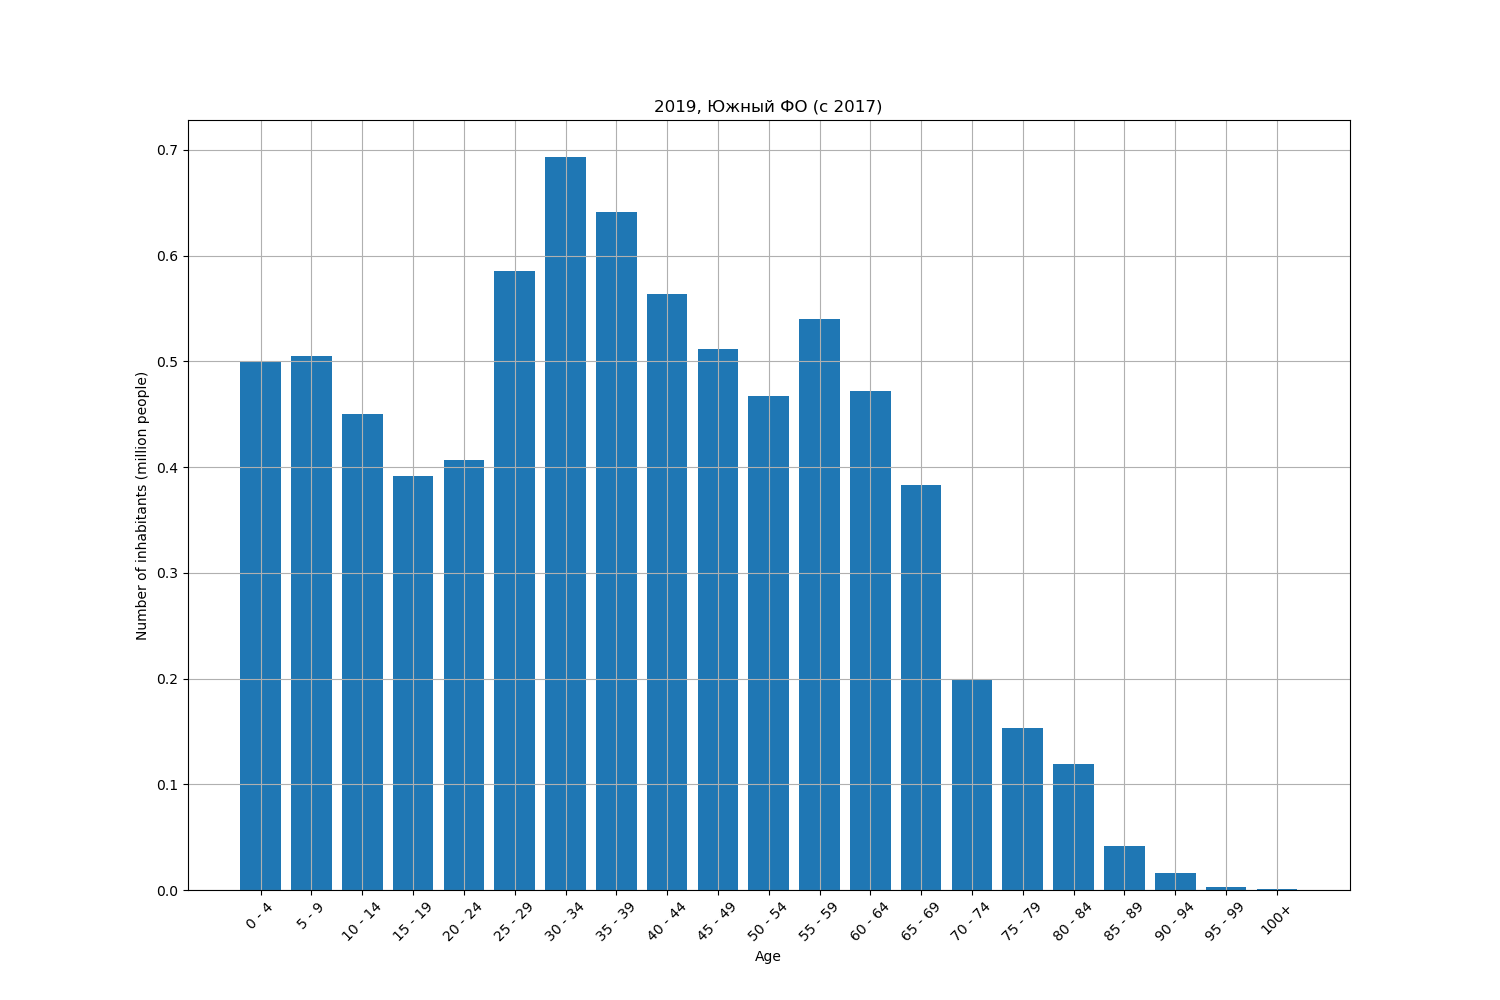 2019, Южный ФО (с 2017)
Number of inhabitants (million people)
0.7
0.6
0.5
0.4
0.3
0.2
0.1
0.0
0 - 4
5 - 9
10 - 14
15 - 19
20 - 24
25 - 29
30 - 34
35 - 39
40 - 44
45 - 49
50 - 54
55 - 59
60 - 64
65 - 69
70 - 74
75 - 79
80 - 84
85 - 89
90 - 94
95 - 99
100+
Age